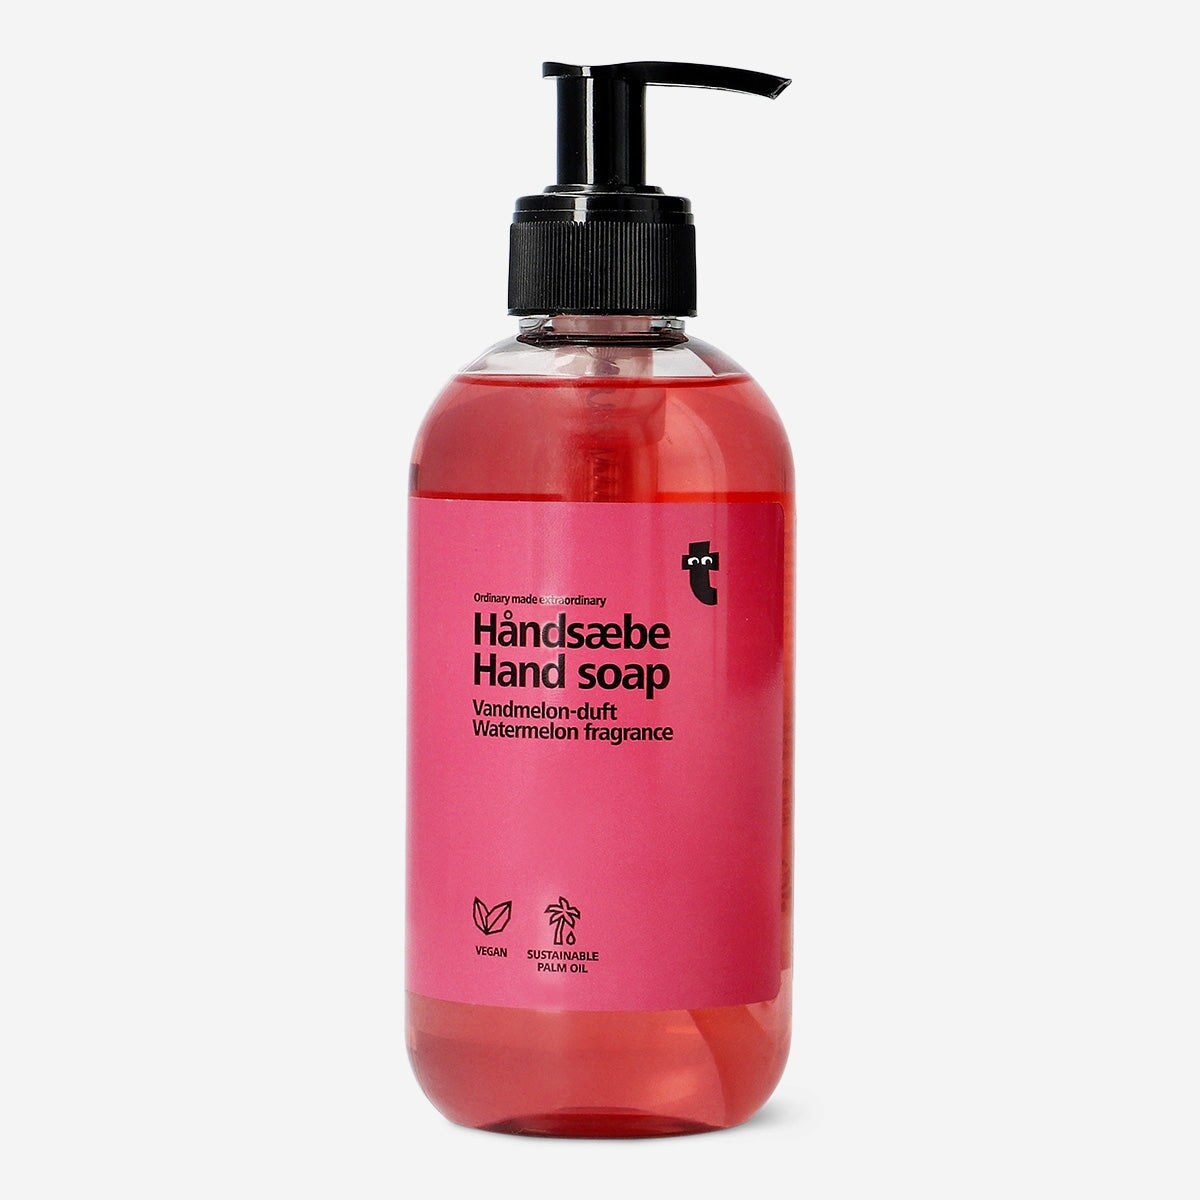 t
Ordinary made extraordinary
Håndsæbe
Hand soap
Vandmelon-duft
Watermelon fragrance
VEGAN
SUSTAINABLE
PALM OIL